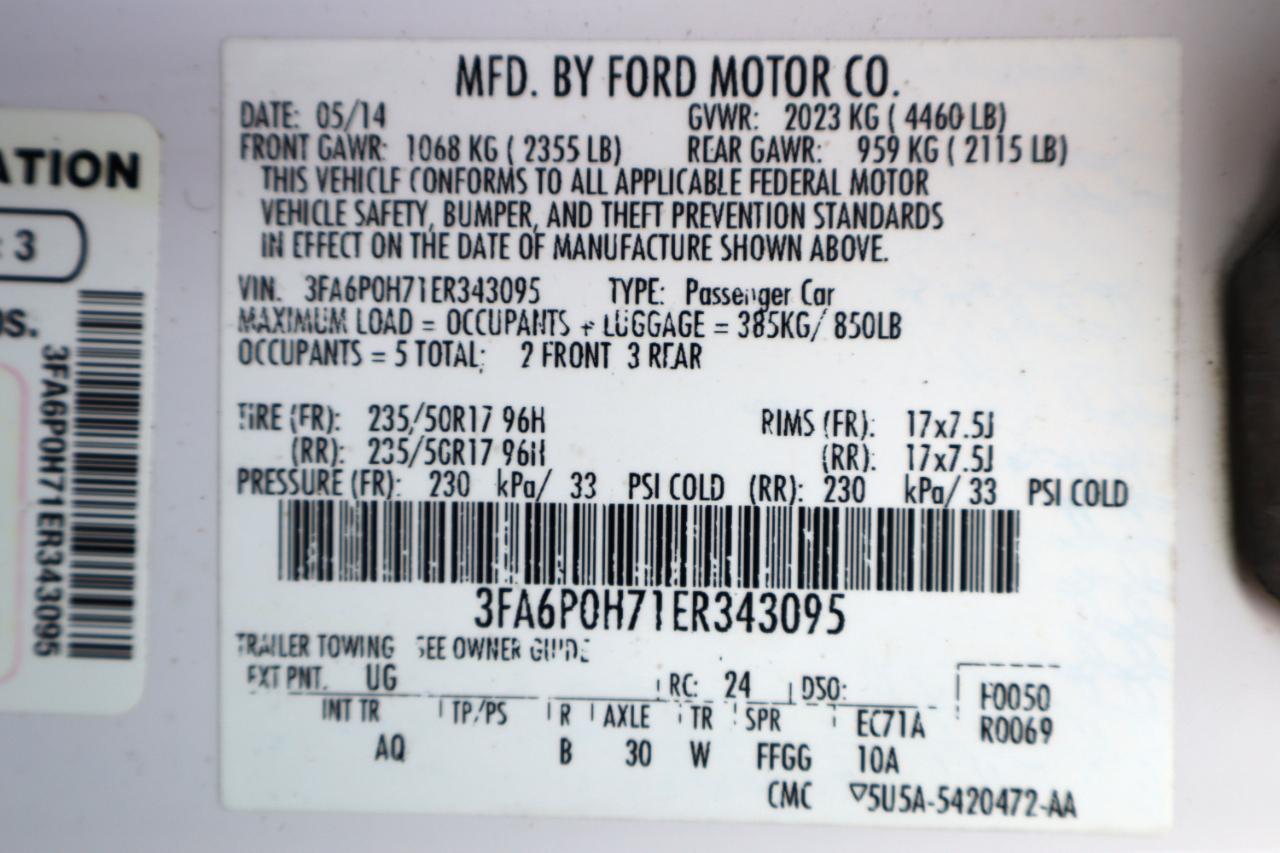 ATION
: 3
OS.
3FA6P0H71ER343095
MFD. BY FORD MOTOR CO.
DATE: 05/14 GVWR: 2023 KG ( 4460 LB)
FRONT GAWR: 1068 KG ( 2355 LB) REAR GAWR: 959 KG ( 2115 LB)
THIS VEHICLE CONFORMS TO ALL APPLICABLE FEDERAL MOTOR
VEHICLE SAFETY, BUMPER, AND THEFT PREVENTION STANDARDS
IN EFFECT ON THE DATE OF MANUFACTURE SHOWN ABOVE.
VIN: 3FA6P0H71ER343095 TYPE: Passenger Car
MAXIMUM LOAD = OCCUPANTS + LUGGAGE = 385KG/ 850LB
OCCUPANTS = 5 TOTAL; 2 FRONT 3 REAR
TIRE (FR): 235/50R17 96H RIMS (FR): 17x7.5J
(RR): 235/50R17 96H (RR): 17x7.5J
PRESSURE (FR): 230 kPa/ 33 PSI COLD (RR): 230 kPa/ 33 PSI COLD
3FA6P0H71ER343095
TRAILER TOWING SEE OWNER GUIDE
EXT PNT: UG RC: 24 DSO: F0050
INT TR TP/PS R AXLE TR SPR EC71A R0069
AQ B 30 W FFGG 10A
CMC ▽5U5A-5420472-AA